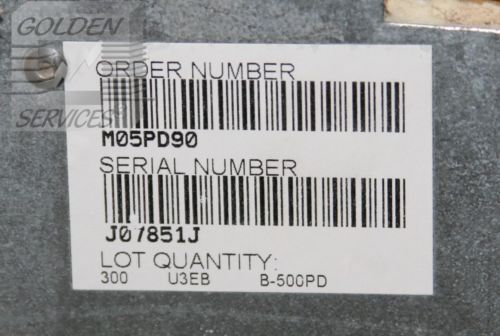 GOLDEN
SERVICES
ORDER NUMBER
M05PD90
SERIAL NUMBER
J07851J
LOT QUANTITY:
300 U3EB B-500PD